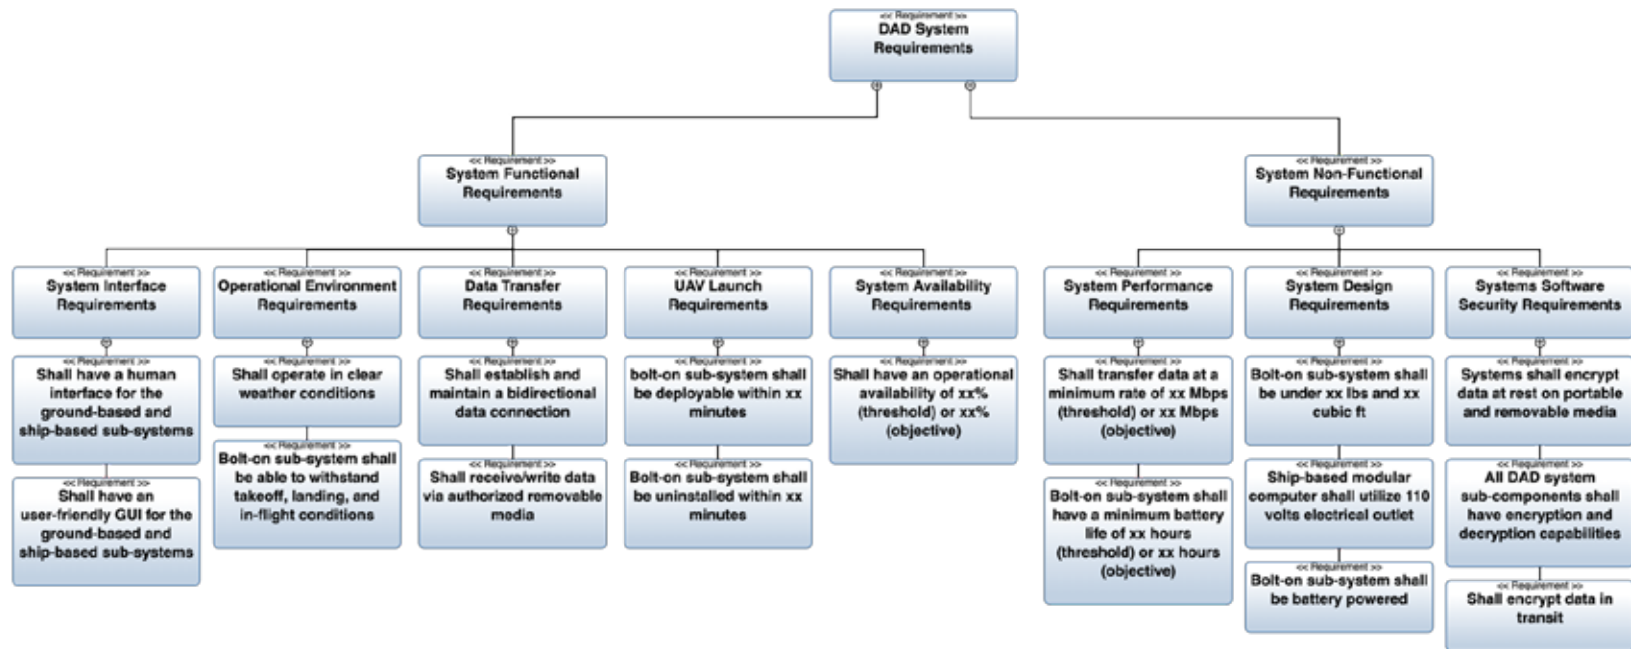 << Requirement >>
DAD System
Requirements
<< Requirement >>
System Functional
Requirements
<< Requirement >>
System Non-Functional
Requirements
<< Requirement >>
System Interface
Requirements
<< Requirement >>
Operational Environment
Requirements
<< Requirement >>
Data Transfer
Requirements
<< Requirement >>
UAV Launch
Requirements
<< Requirement >>
System Availability
Requirements
<< Requirement >>
System Performance
Requirements
<< Requirement >>
System Design
Requirements
<< Requirement >>
Systems Software
Security Requirements
<< Requirement >>
Shall have a human
interface for the
ground-based and
ship-based sub-systems
<< Requirement >>
Shall have an
user-friendly GUI for the
ground-based and
ship-based sub-systems
<< Requirement >>
Shall operate in clear
weather conditions
<< Requirement >>
Bolt-on sub-system shall
be able to withstand
takeoff, landing, and
in-flight conditions
<< Requirement >>
Shall establish and
maintain a bidirectional
data connection
<< Requirement >>
Shall receive/write data
via authorized removable
media
<< Requirement >>
bolt-on sub-system shall
be deployable within xx
minutes
<< Requirement >>
Bolt-on sub-system shall
be uninstalled within xx
minutes
<< Requirement >>
Shall have an operational
availability of xx%
(threshold) or xx%
(objective)
<< Requirement >>
Shall transfer data at a
minimum rate of xx Mbps
(threshold) or xx Mbps
(objective)
<< Requirement >>
Bolt-on sub-system shall
have a minimum battery
life of xx hours
(threshold) or xx hours
(objective)
<< Requirement >>
Bolt-on sub-system shall
be under xx lbs and xx
cubic ft
<< Requirement >>
Ship-based modular
computer shall utilize 110
volts electrical outlet
<< Requirement >>
Bolt-on sub-system shall
be battery powered
<< Requirement >>
Systems shall encrypt
data at rest on portable
and removable media
<< Requirement >>
All DAD system
sub-components shall
have encryption and
decryption capabilities
<< Requirement >>
Shall encrypt data in
transit